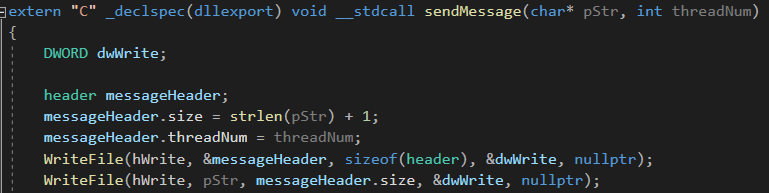 extern "C" _declspec(dllexport) void __stdcall sendMessage(char* pStr, int threadNum)
{
DWORD dwWrite;
header messageHeader;
messageHeader.size = strlen(pStr) + 1;
messageHeader.threadNum = threadNum;
WriteFile(hWrite, &messageHeader, sizeof(header), &dwWrite, nullptr);
WriteFile(hWrite, pStr, messageHeader.size, &dwWrite, nullptr);